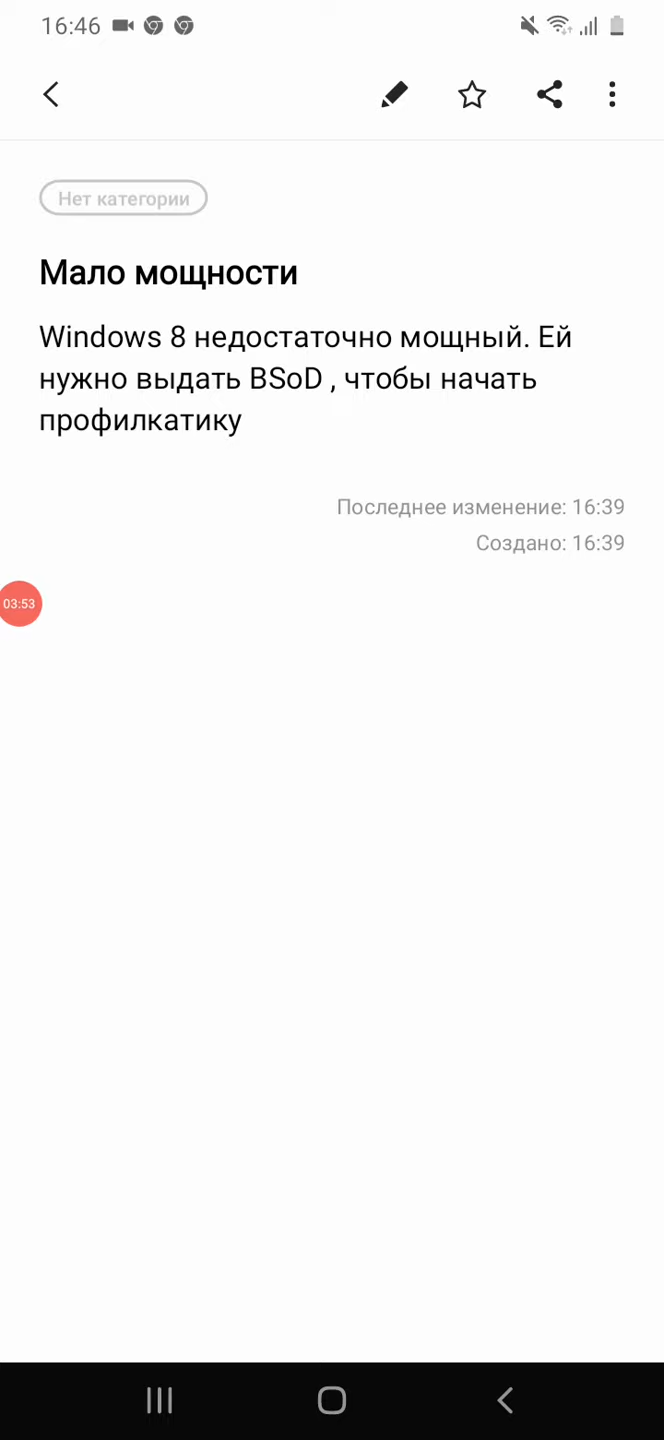 16:46
Нет категории
Мало мощности
Windows 8 недостаточно мощный. Ей
нужно выдать BSoD , чтобы начать
профилкатику
Последнее изменение: 16:39
Создано: 16:39
03:53